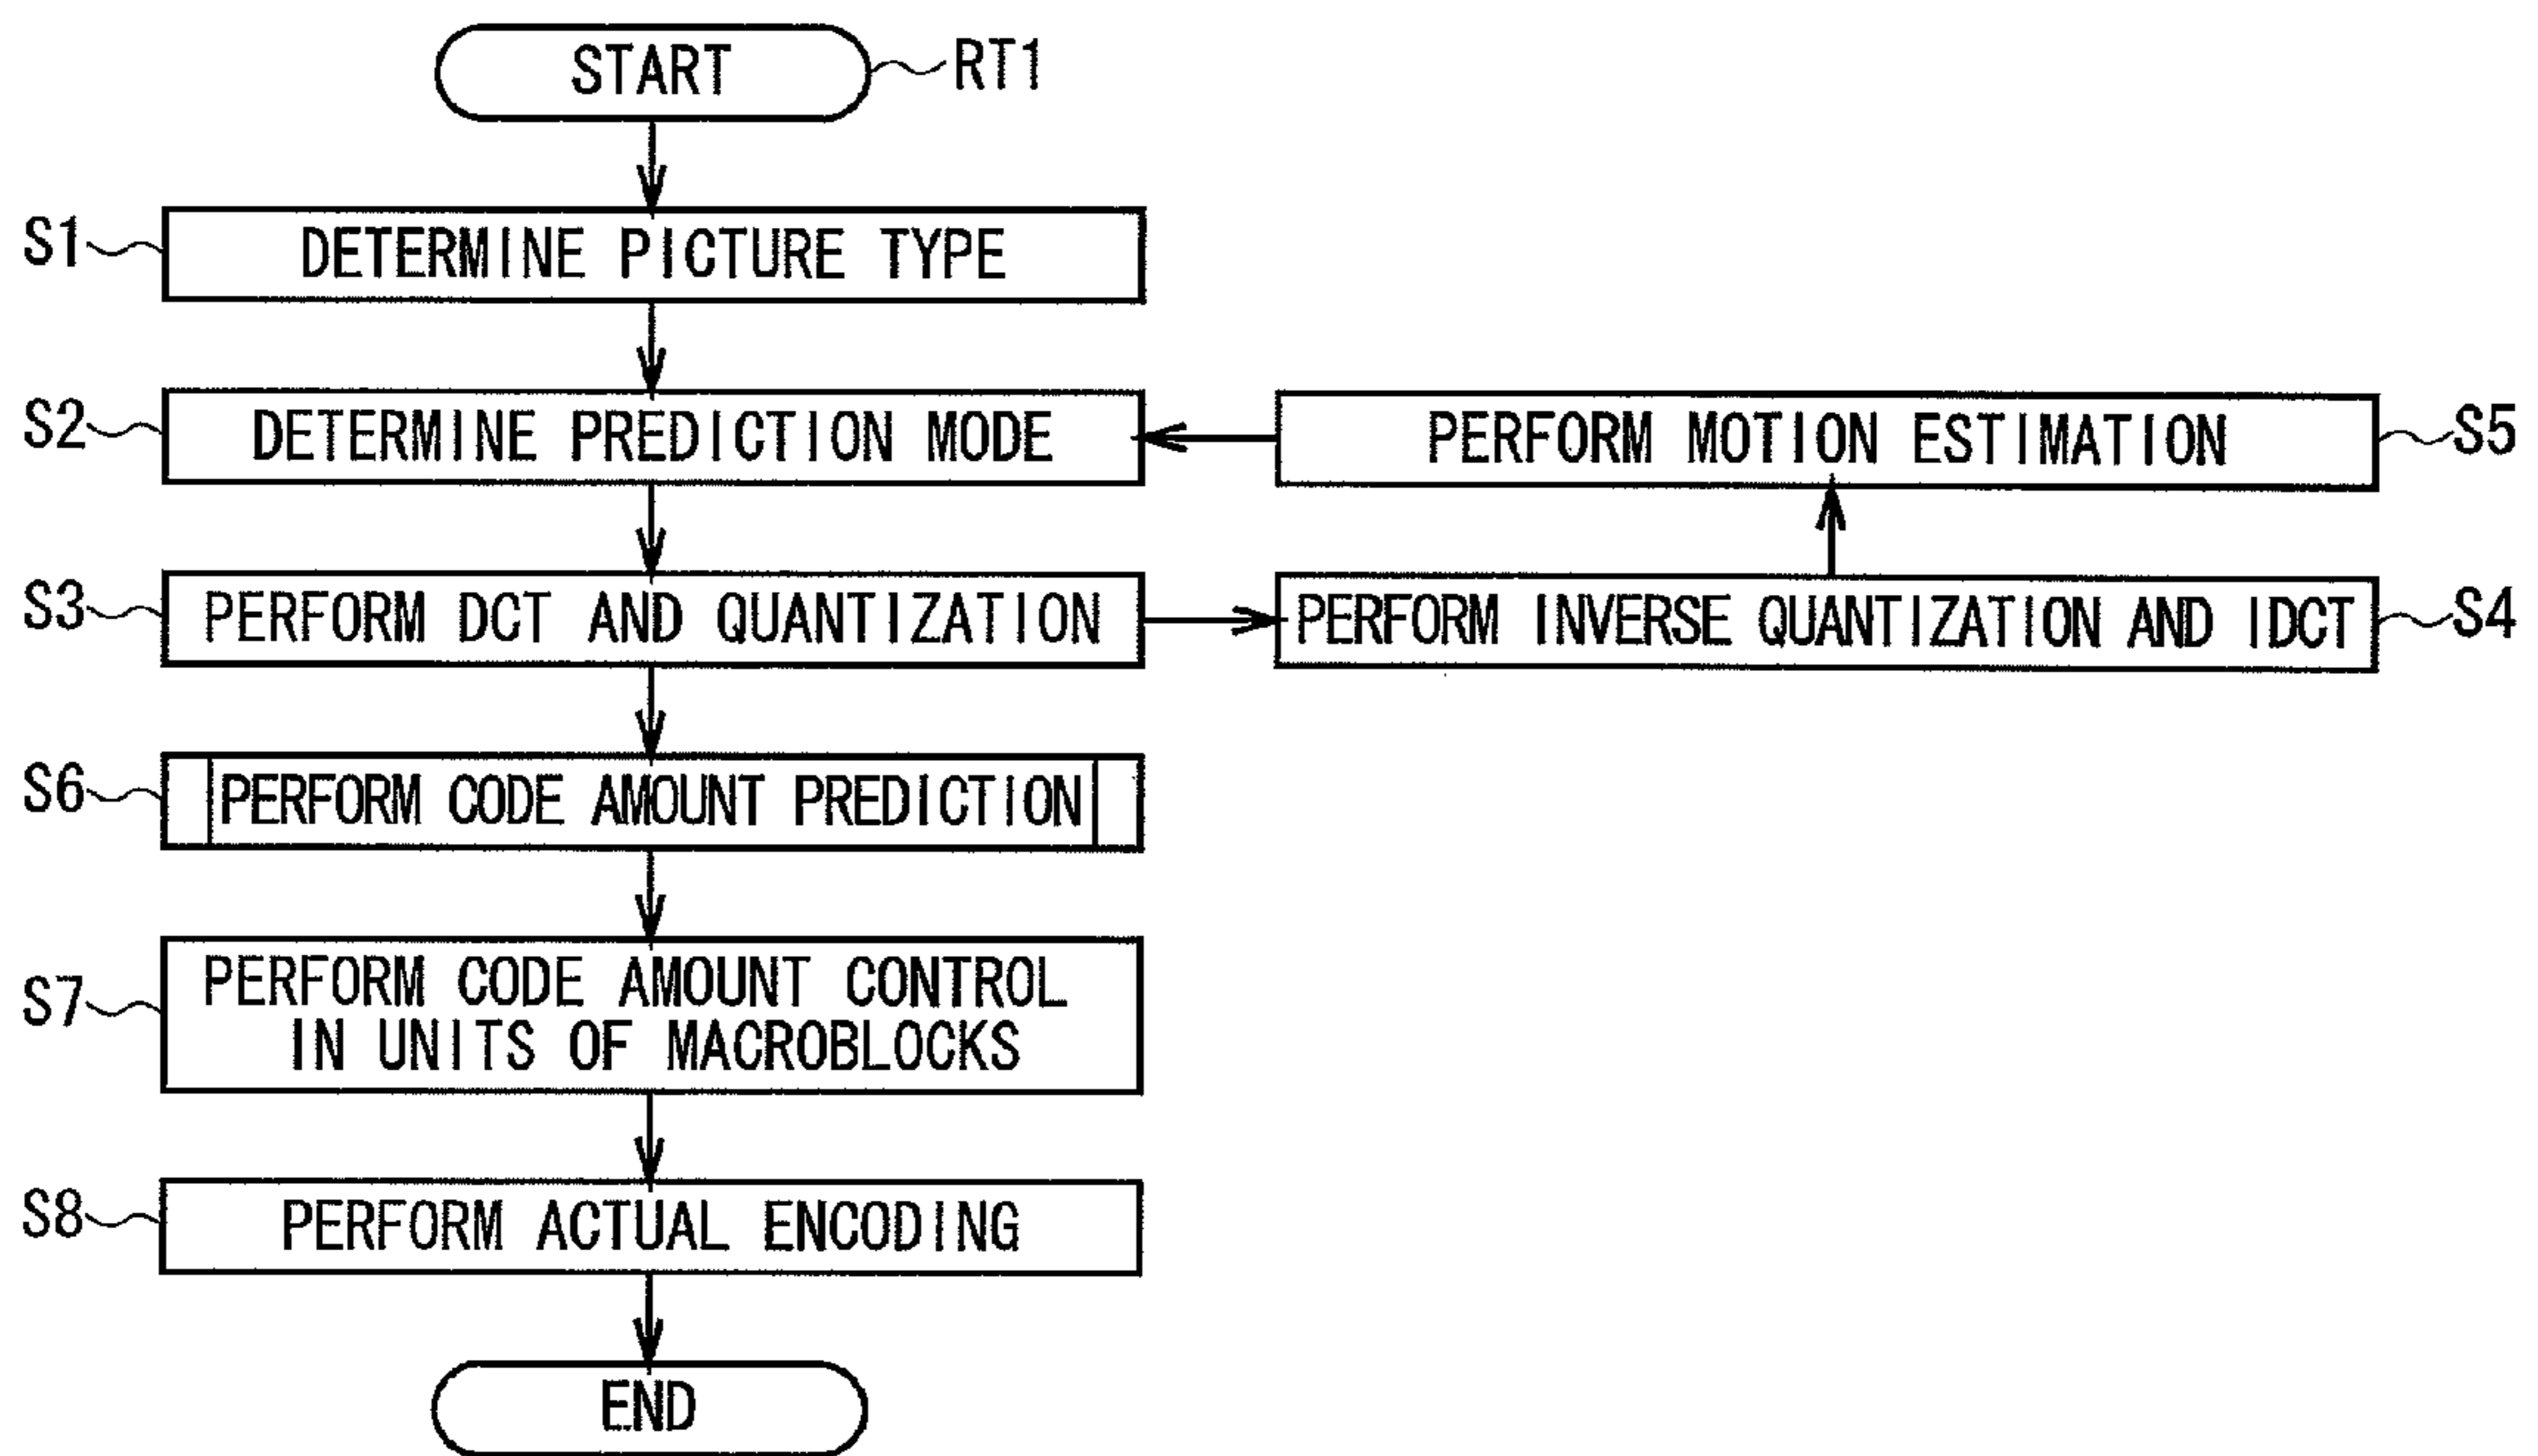 START
RT1
S1
DETERMINE PICTURE TYPE
S2
DETERMINE PREDICTION MODE
PERFORM MOTION ESTIMATION
S5
S3
PERFORM DCT AND QUANTIZATION
PERFORM INVERSE QUANTIZATION AND IDCT
S4
S6
PERFORM CODE AMOUNT PREDICTION
S7
PERFORM CODE AMOUNT CONTROL
IN UNITS OF MACROBLOCKS
S8
PERFORM ACTUAL ENCODING
END